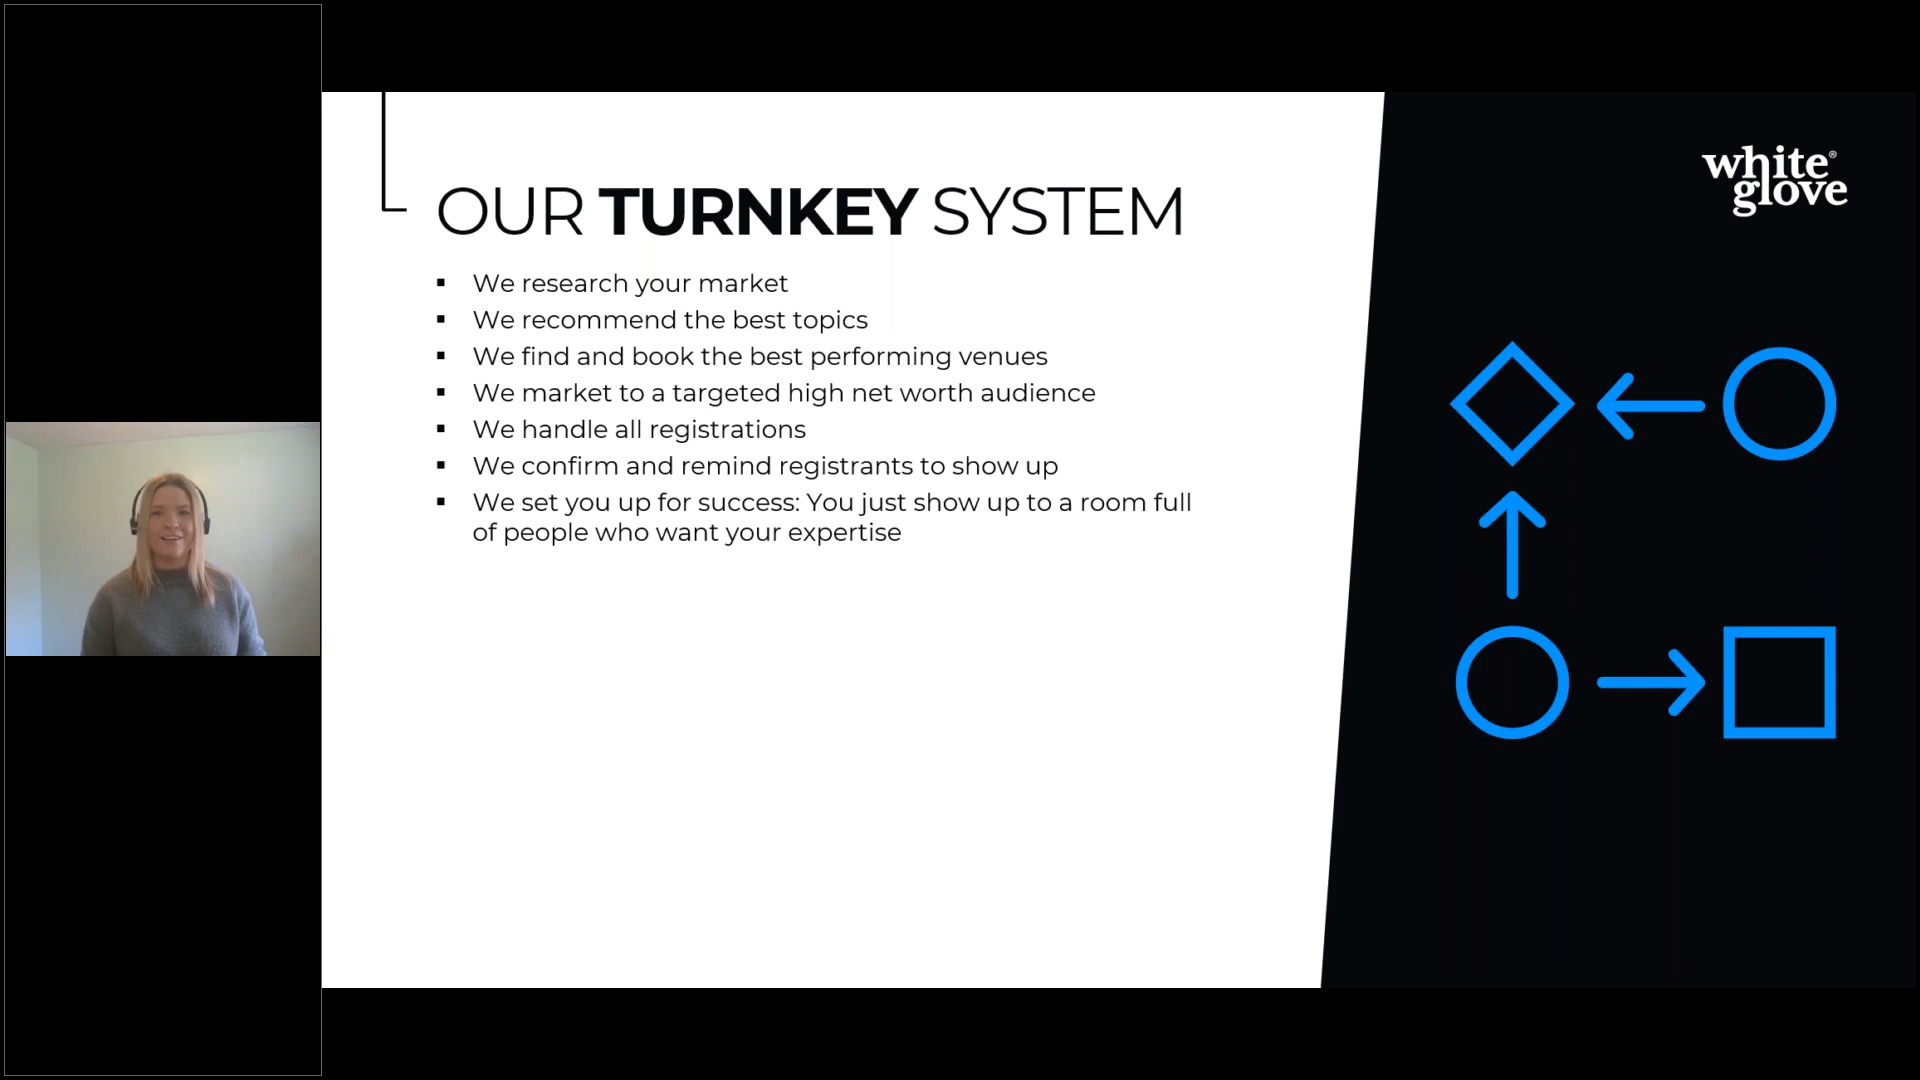 OUR TURNKEY SYSTEM
▪ We research your market
▪ We recommend the best topics
▪ We find and book the best performing venues
▪ We market to a targeted high net worth audience
▪ We handle all registrations
▪ We confirm and remind registrants to show up
▪ We set you up for success: You just show up to a room full
of people who want your expertise
white®
glove